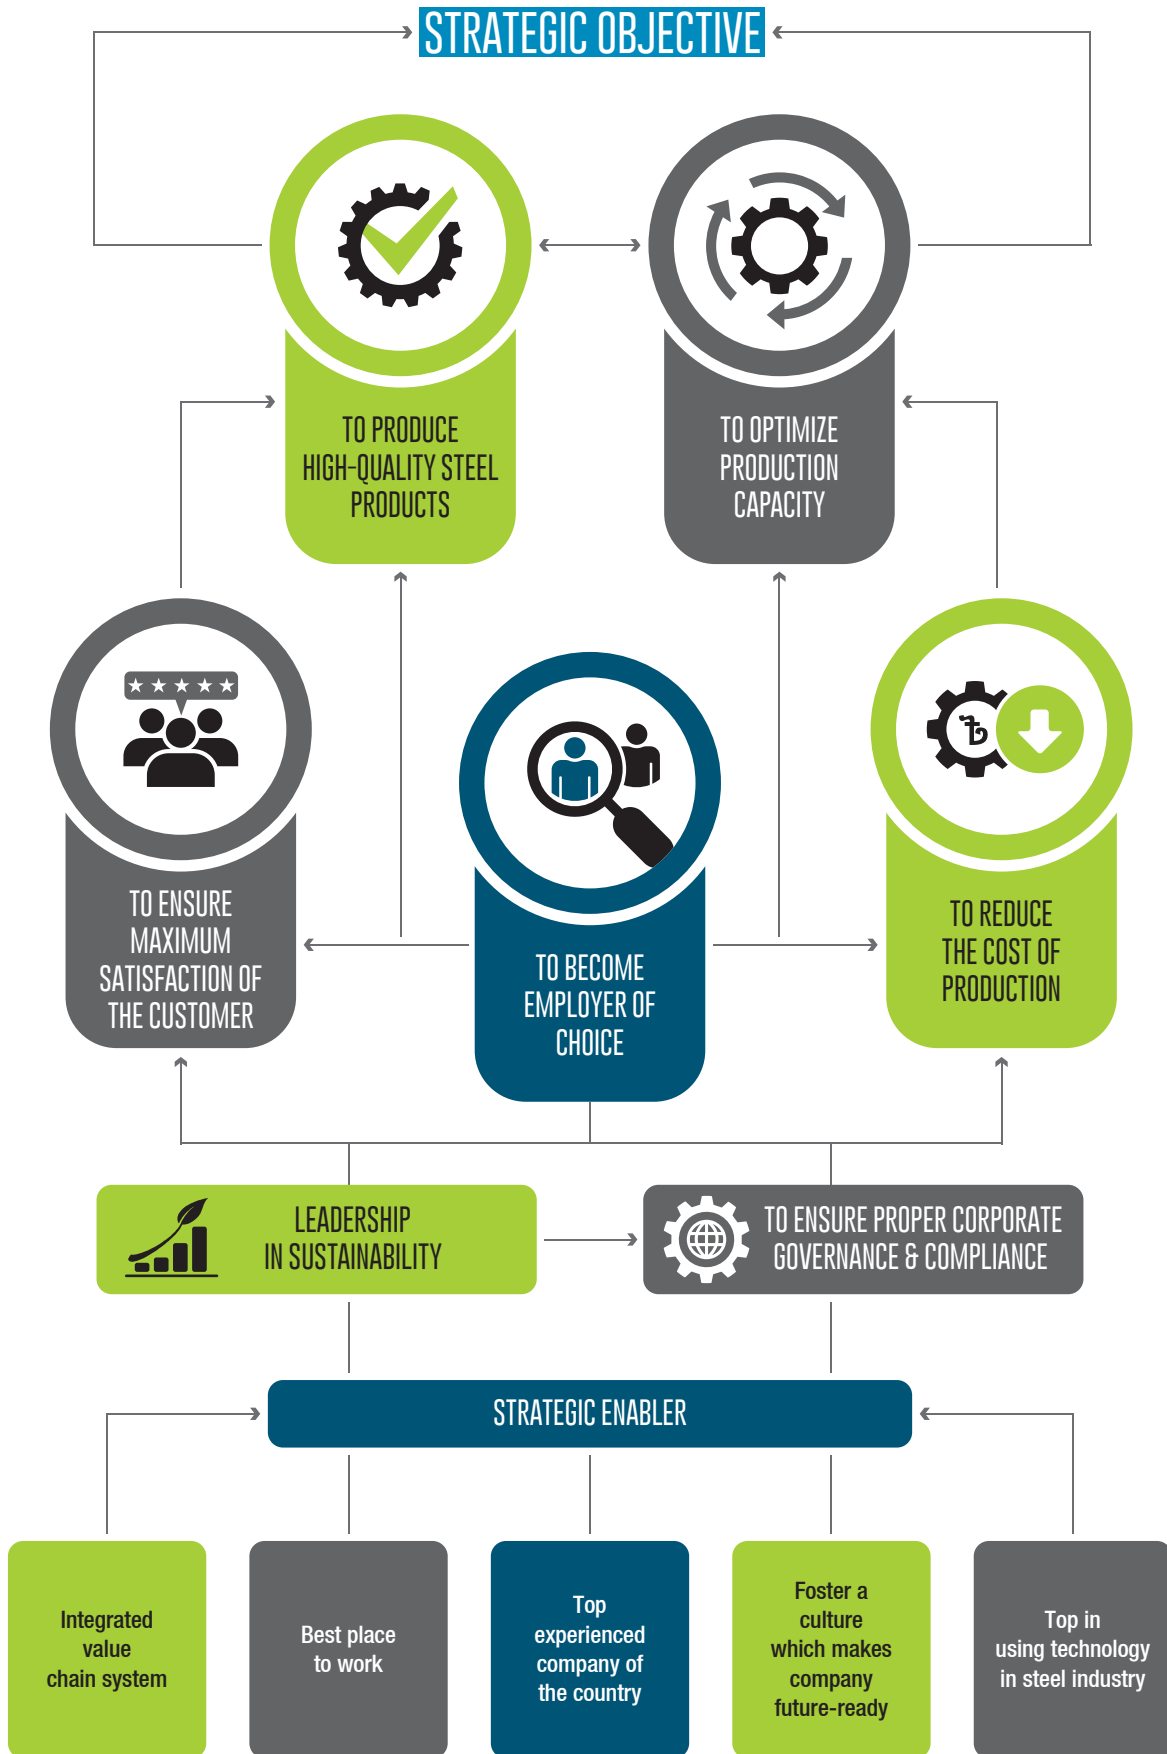 STRATEGIC OBJECTIVE
TO PRODUCE
HIGH-QUALITY STEEL
PRODUCTS
TO OPTIMIZE
PRODUCTION
CAPACITY
৳
TO ENSURE
MAXIMUM
SATISFACTION OF
THE CUSTOMER
TO BECOME
EMPLOYER OF
CHOICE
TO REDUCE
THE COST OF
PRODUCTION
LEADERSHIP
IN SUSTAINABILITY
TO ENSURE PROPER CORPORATE
GOVERNANCE & COMPLIANCE
STRATEGIC ENABLER
Integrated
value
chain system
Best place
to work
Top
experienced
company of
the country
Foster a
culture
which makes
company
future-ready
Top in
using technology
in steel industry